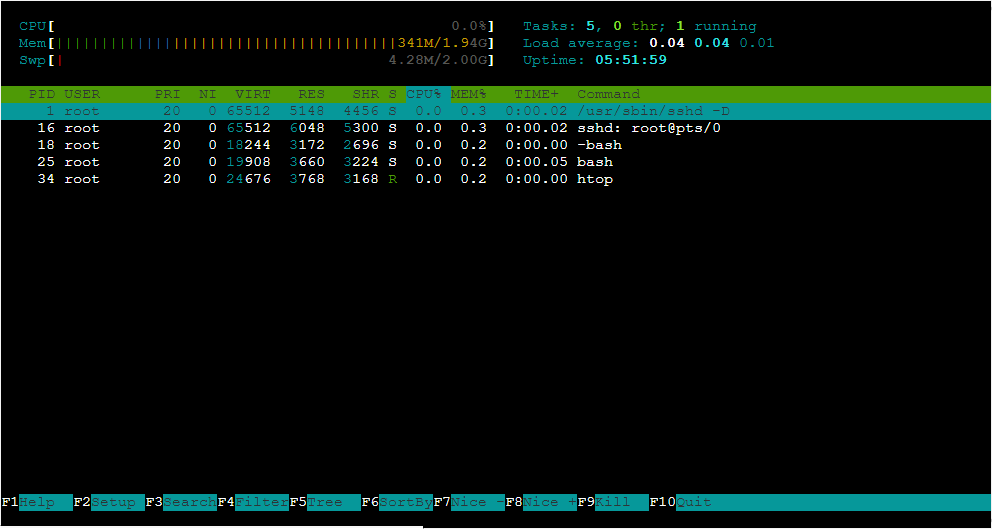 CPU[ 0.0%] Tasks: 5, 0 thr; 1 running
Mem[||||||||||||||||||||||||||||||||||||||341M/1.94G] Load average: 0.04 0.04 0.01
Swp[| 4.28M/2.00G] Uptime: 05:51:59
PID USER PRI NI VIRT RES SHR S CPU% MEM% TIME+ Command
1 root 20 0 65512 5148 4456 S 0.0 0.3 0:00.02 /usr/sbin/sshd -D
16 root 20 0 65512 6048 5300 S 0.0 0.3 0:00.02 sshd: root@pts/0
18 root 20 0 18244 3172 2696 S 0.0 0.2 0:00.00 -bash
25 root 20 0 19908 3660 3224 S 0.0 0.2 0:00.05 bash
34 root 20 0 24676 3768 3168 R 0.0 0.2 0:00.00 htop
F1Help F2Setup F3SearchF4FilterF5Tree F6SortByF7Nice -F8Nice +F9Kill F10Quit